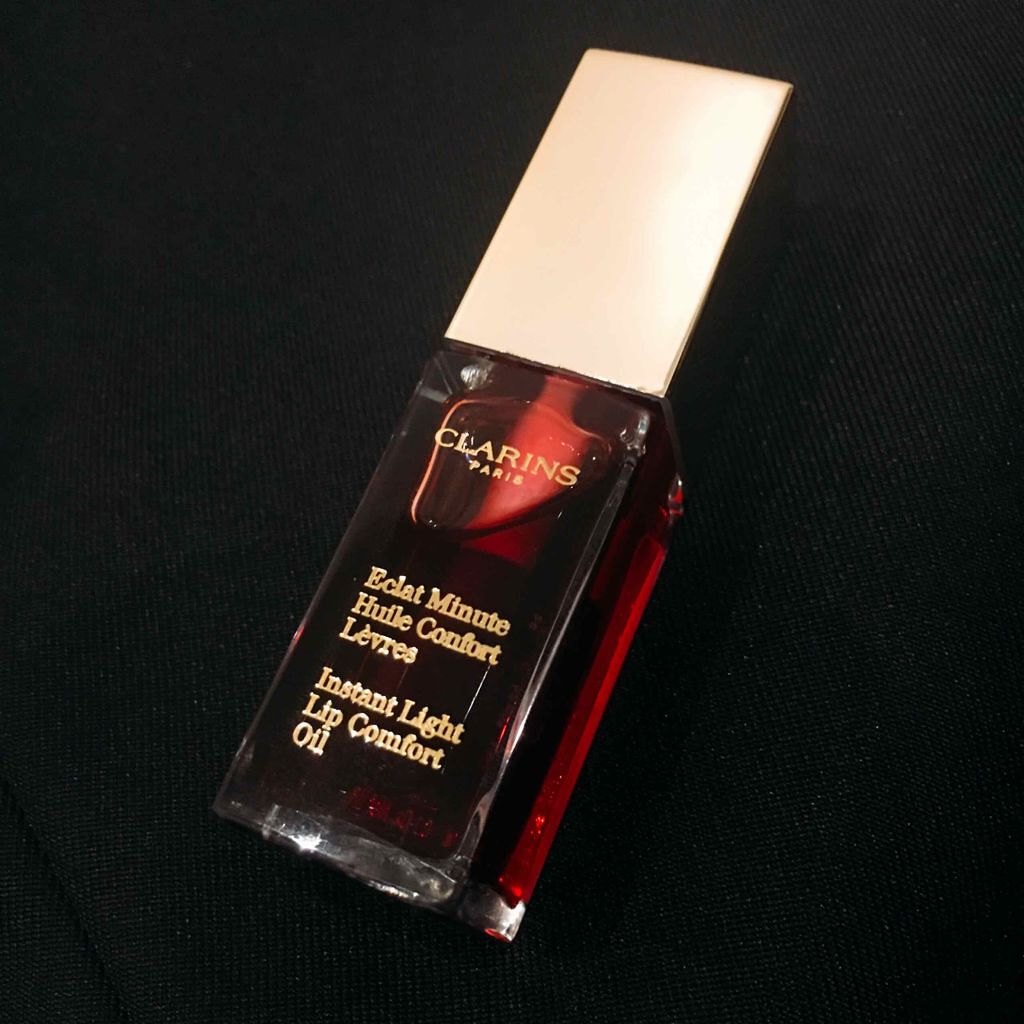 CLARINS
PARIS
Eclat Minute
Huile Confort
Lèvres
Instant Light
Lip Comfort
Oil